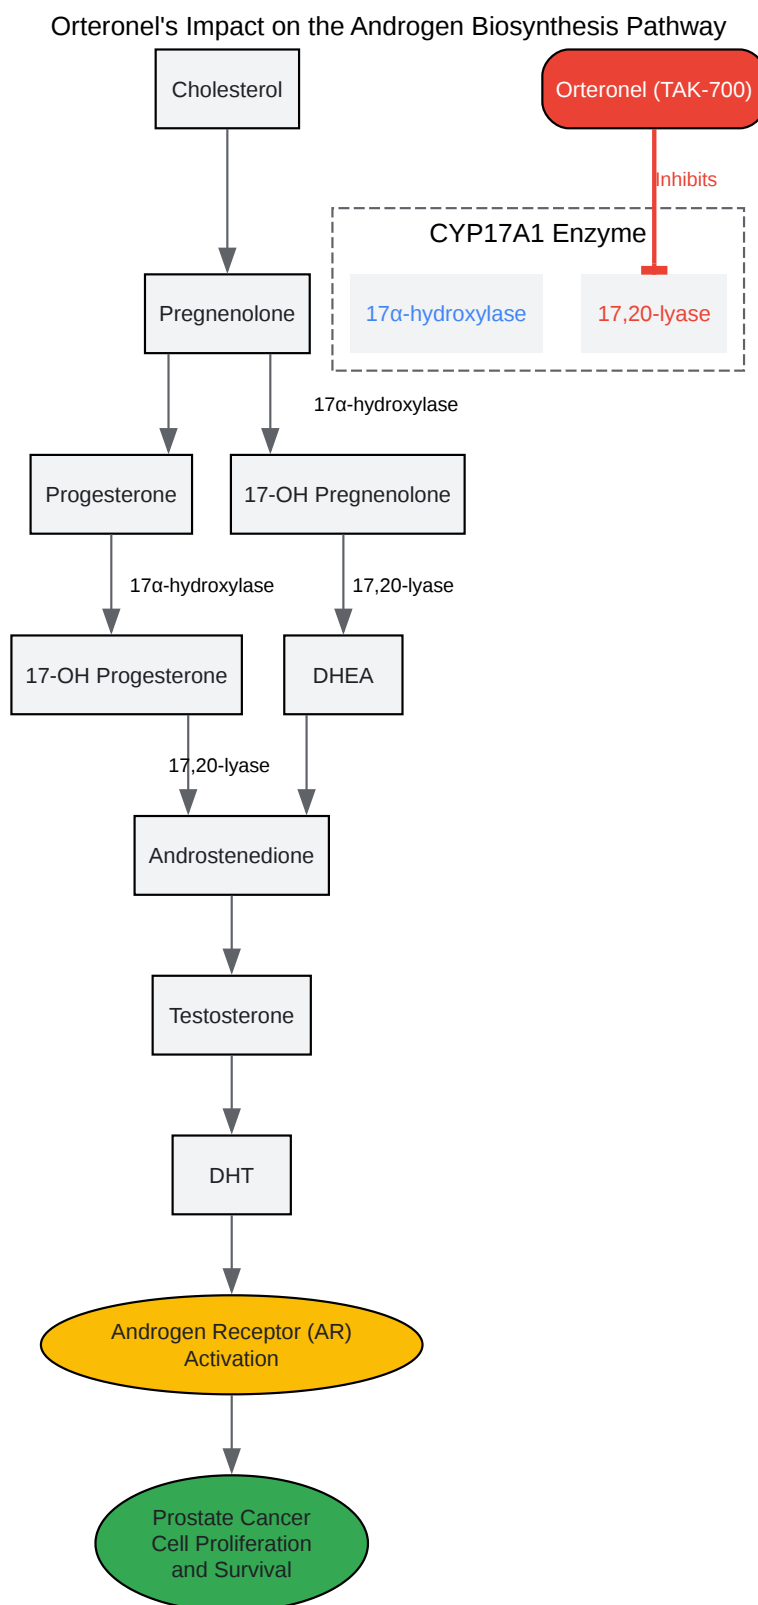 Orteronel's Impact on the Androgen Biosynthesis Pathway
Cholesterol
Orteronel (TAK-700)
Inhibits
CYP17A1 Enzyme
Pregnenolone
17α-hydroxylase
17,20-lyase
17α-hydroxylase
Progesterone
17-OH Pregnenolone
17α-hydroxylase
17,20-lyase
17-OH Progesterone
DHEA
17,20-lyase
Androstenedione
Testosterone
DHT
Androgen Receptor (AR)
Activation
Prostate Cancer
Cell Proliferation
and Survival